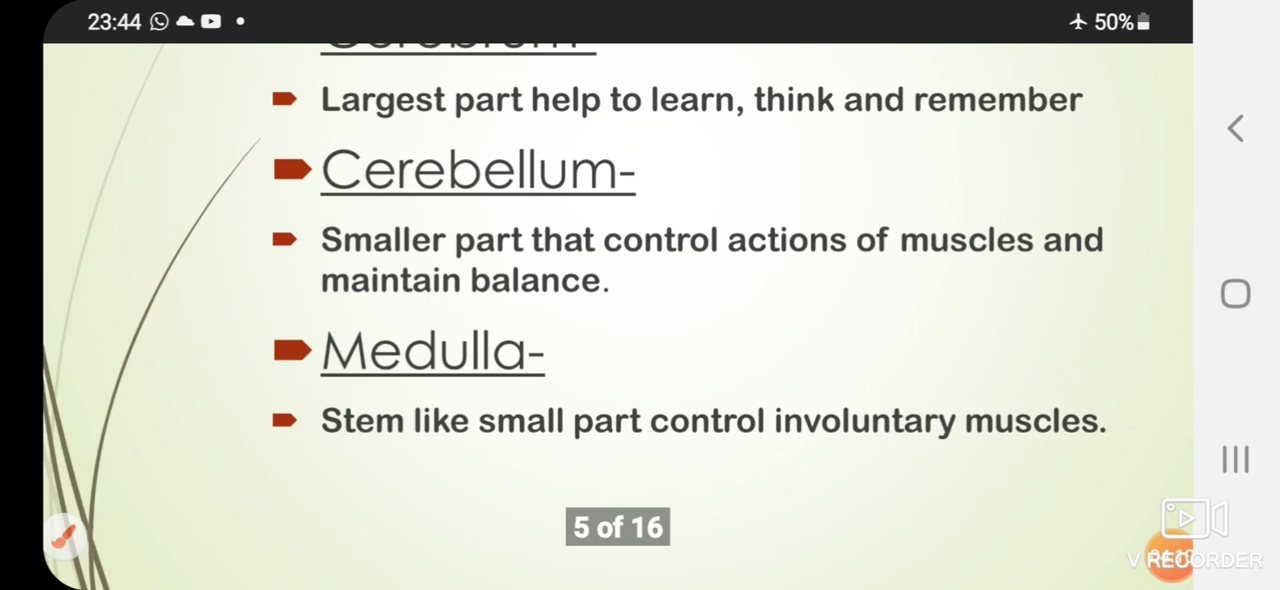 23:44
50%
Largest part help to learn, think and remember
Cerebellum-
Smaller part that control actions of muscles and
maintain balance.
Medulla-
Stem like small part control involuntary muscles.
5 of 16
V RECORDER